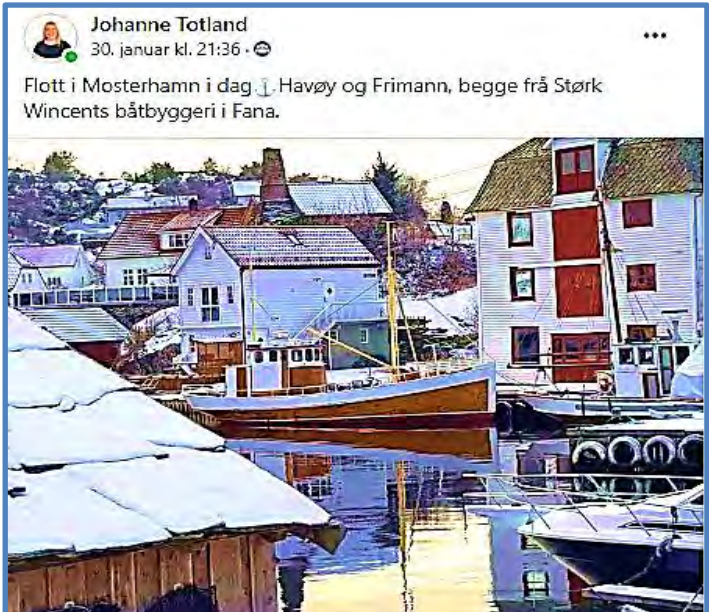 Johanne Totland
30. januar kl. 21:36 ·
Flott i Mosterhamn i dag ⚓ Havøy og Frimann, begge frå Størk
Wincents båtbyggeri i Fana.